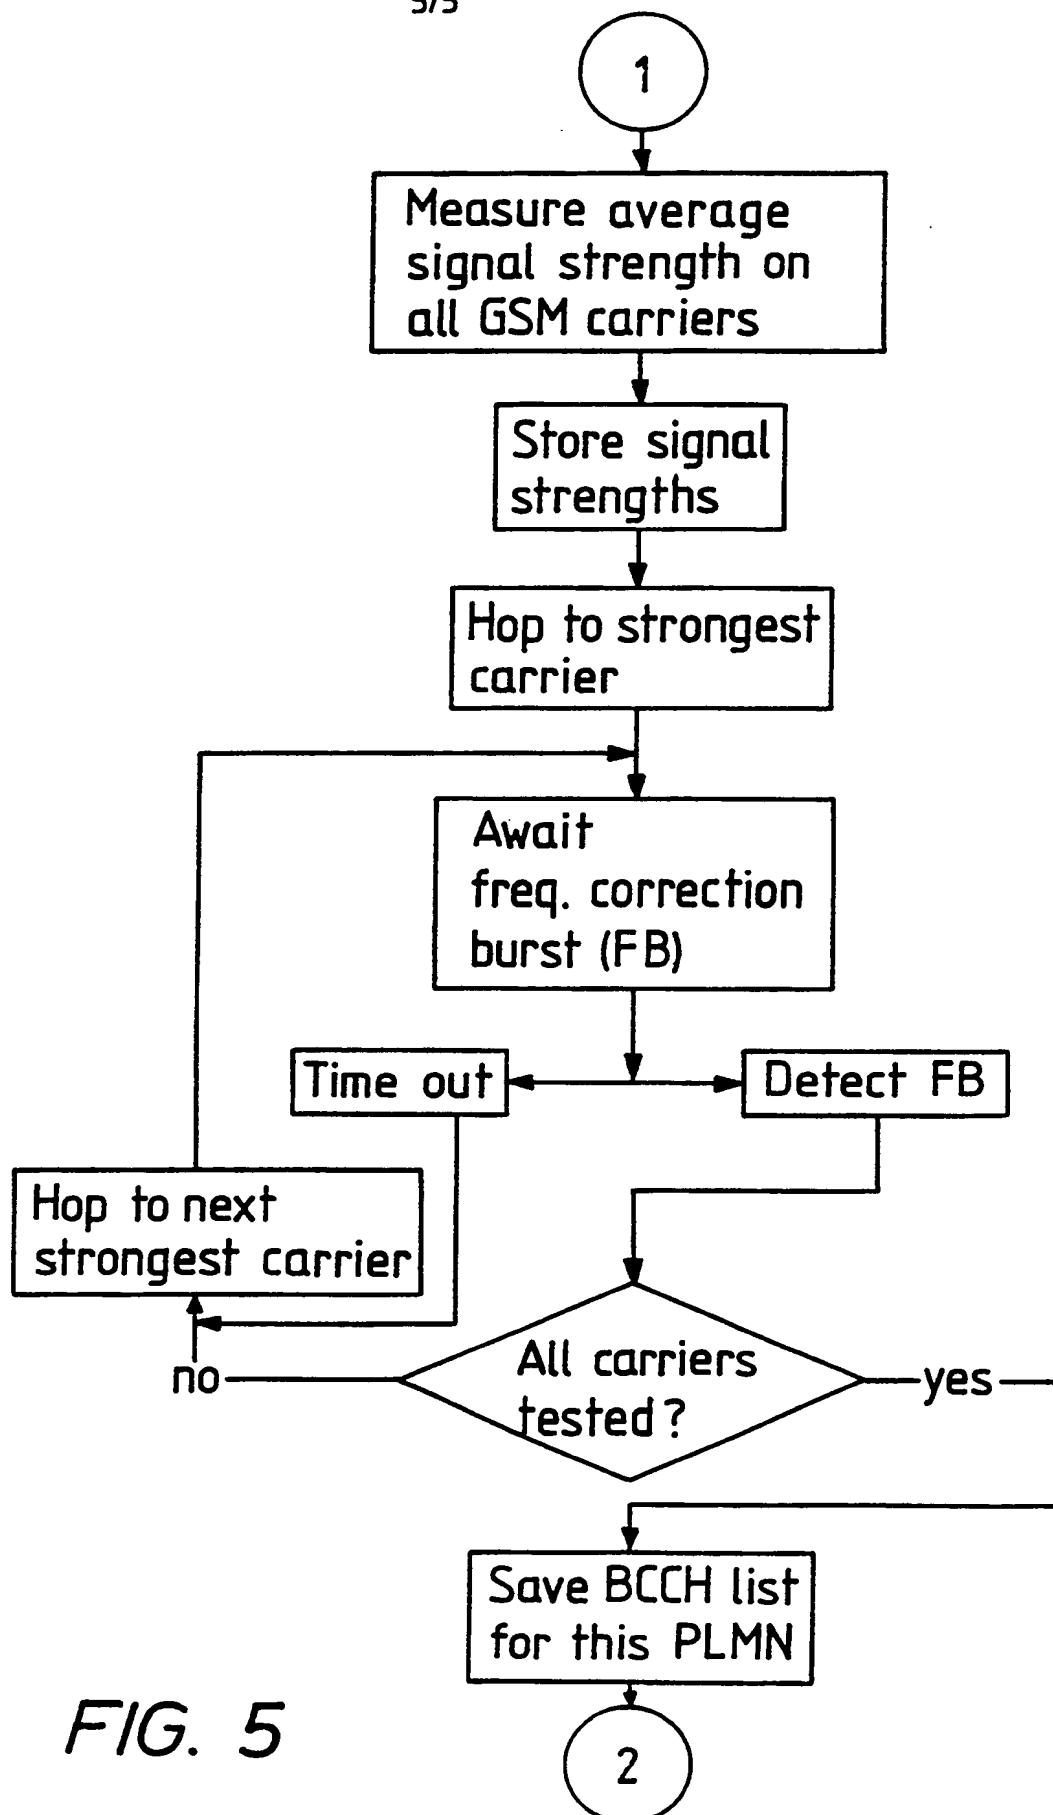 1
Measure average
signal strength on
all GSM carriers
Store signal
strengths
Hop to strongest
carrier
Await
freq. correction
burst (FB)
Time out
Detect FB
Hop to next
strongest carrier
All carriers
tested?
no
yes
Save BCCH list
for this PLMN
2
FIG. 5